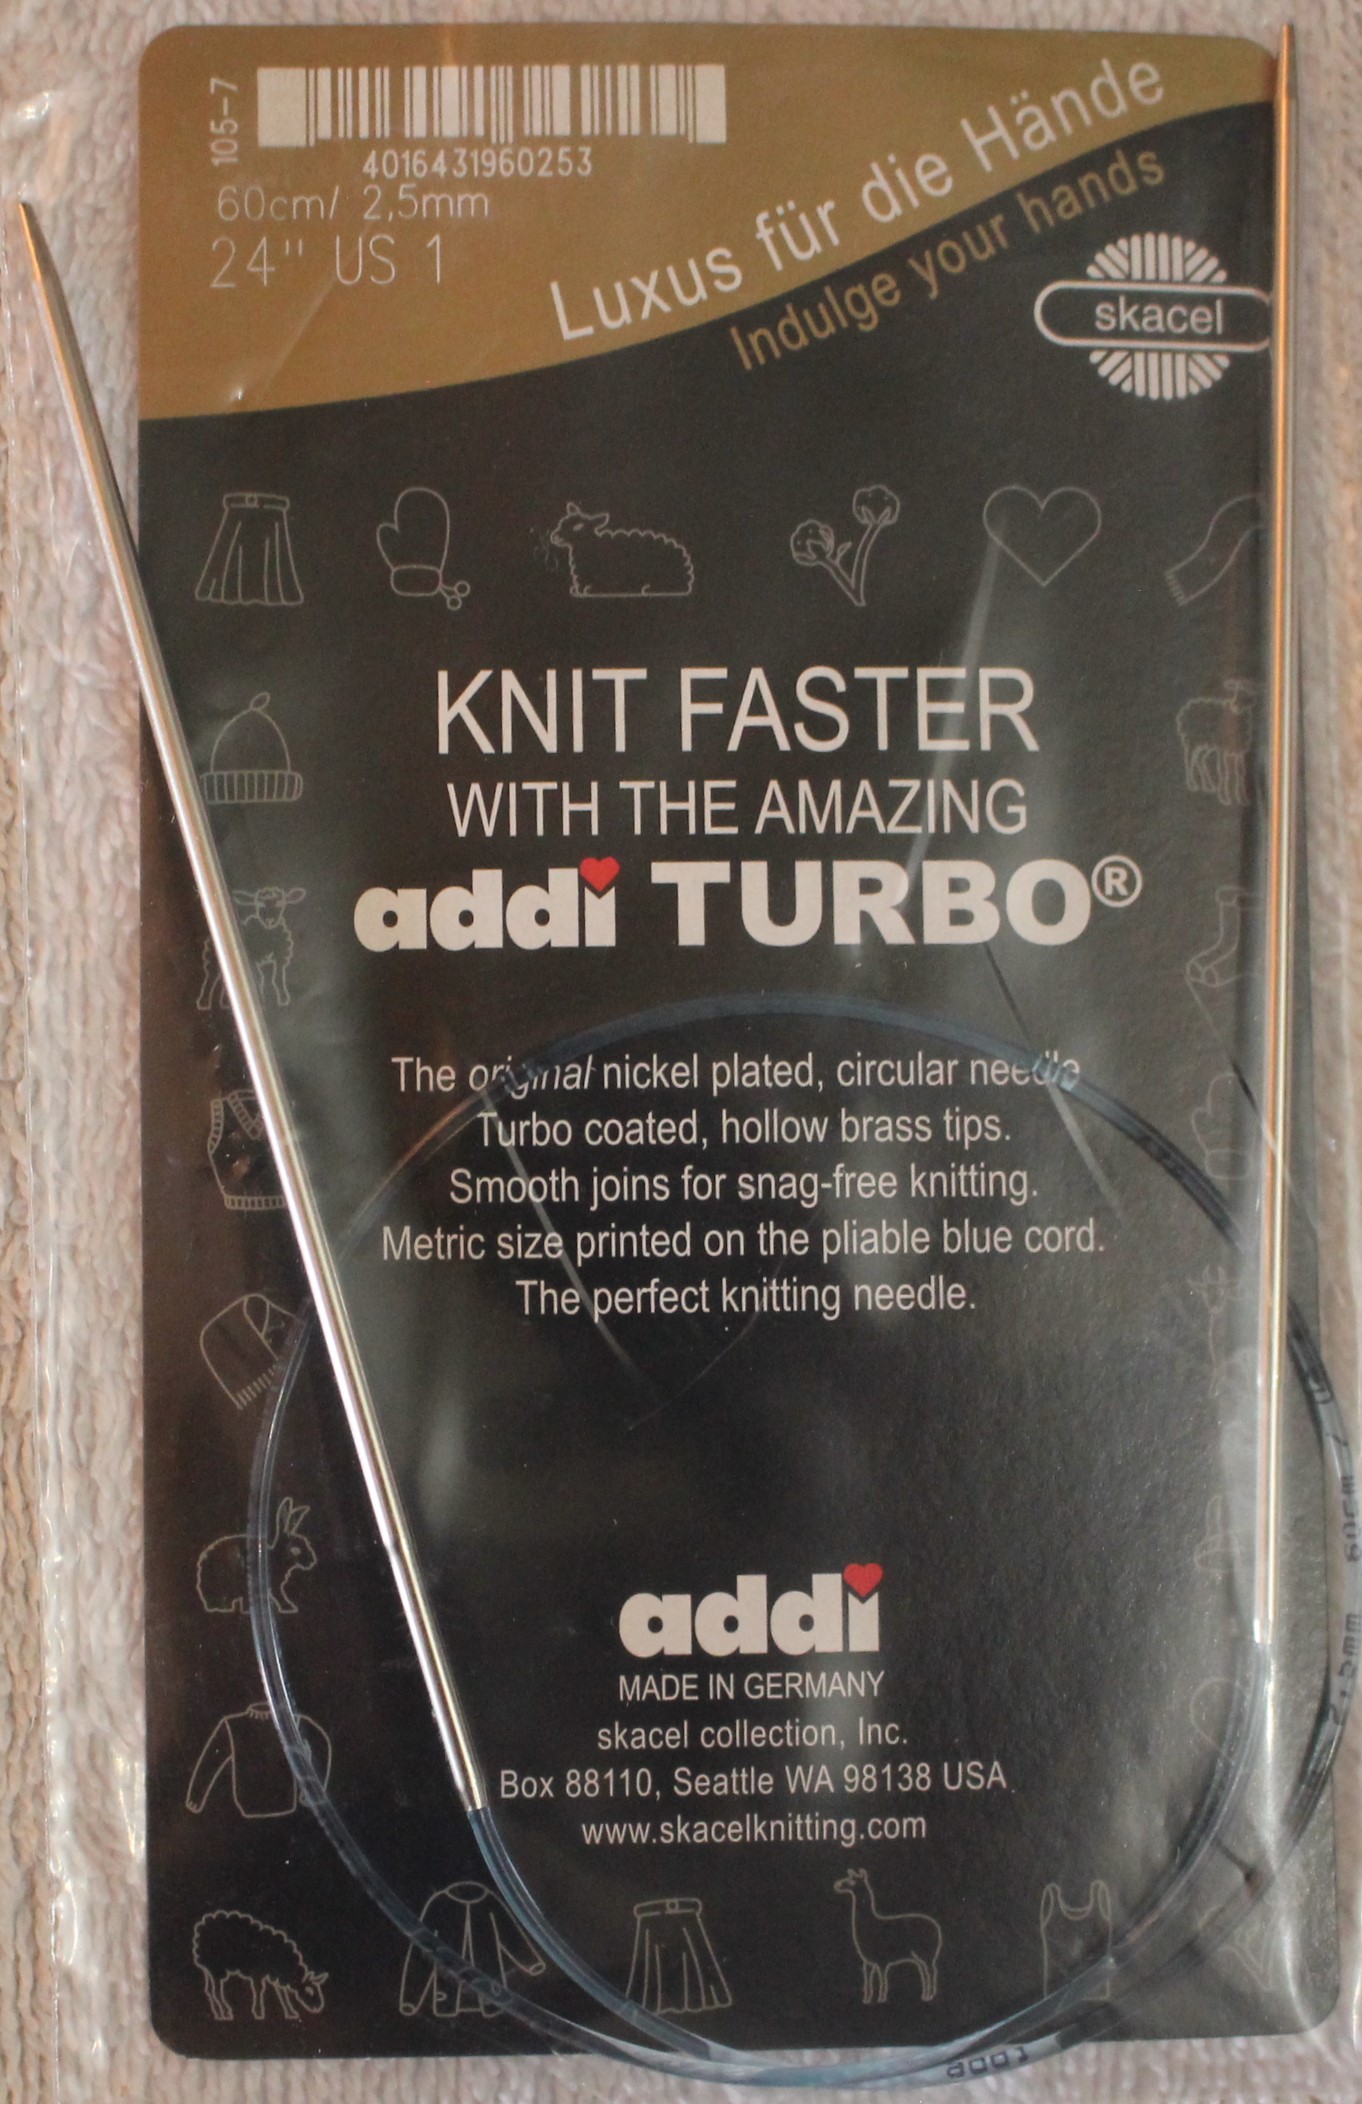 105-7
4016431960253
60cm/ 2,5mm
24" US 1
Luxus für die Hände
Indulge your hands
skacel
KNIT FASTER
WITH THE AMAZING
addi TURBO®
The original nickel plated, circular needle
Turbo coated, hollow brass tips.
Smooth joins for snag-free knitting.
Metric size printed on the pliable blue cord.
The perfect knitting needle.
addi
MADE IN GERMANY
skacel collection, Inc.
Box 88110, Seattle WA 98138 USA
www.skacelknitting.com
2,5mm 60cm